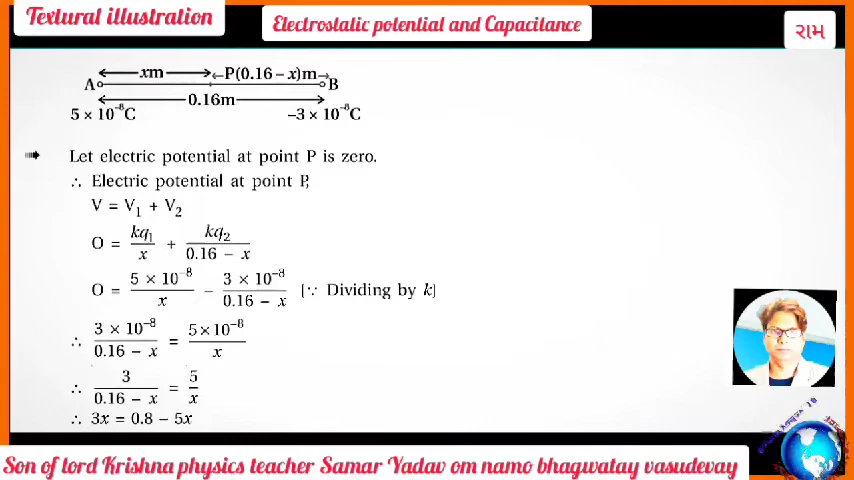 Textural illustration
Electrostatic potential and Capacitance
રામ
xm P(0.16 – x)m
A B
0.16m
5 × 10⁻⁸C –3 × 10⁻⁸C
Let electric potential at point P is zero.
∴ Electric potential at point P,
V = V₁ + V₂
O = kq₁/x + kq₂/(0.16 – x)
O = 5 × 10⁻⁸/x – 3 × 10⁻⁸/(0.16 – x) [∵ Dividing by k]
∴ 3 × 10⁻⁸/(0.16 – x) = 5×10⁻⁸/x
∴ 3/(0.16 – x) = 5/x
∴ 3x = 0.8 – 5x
Son of lord Krishna physics teacher Samar Yadav om namo bhagwatay vasudevay